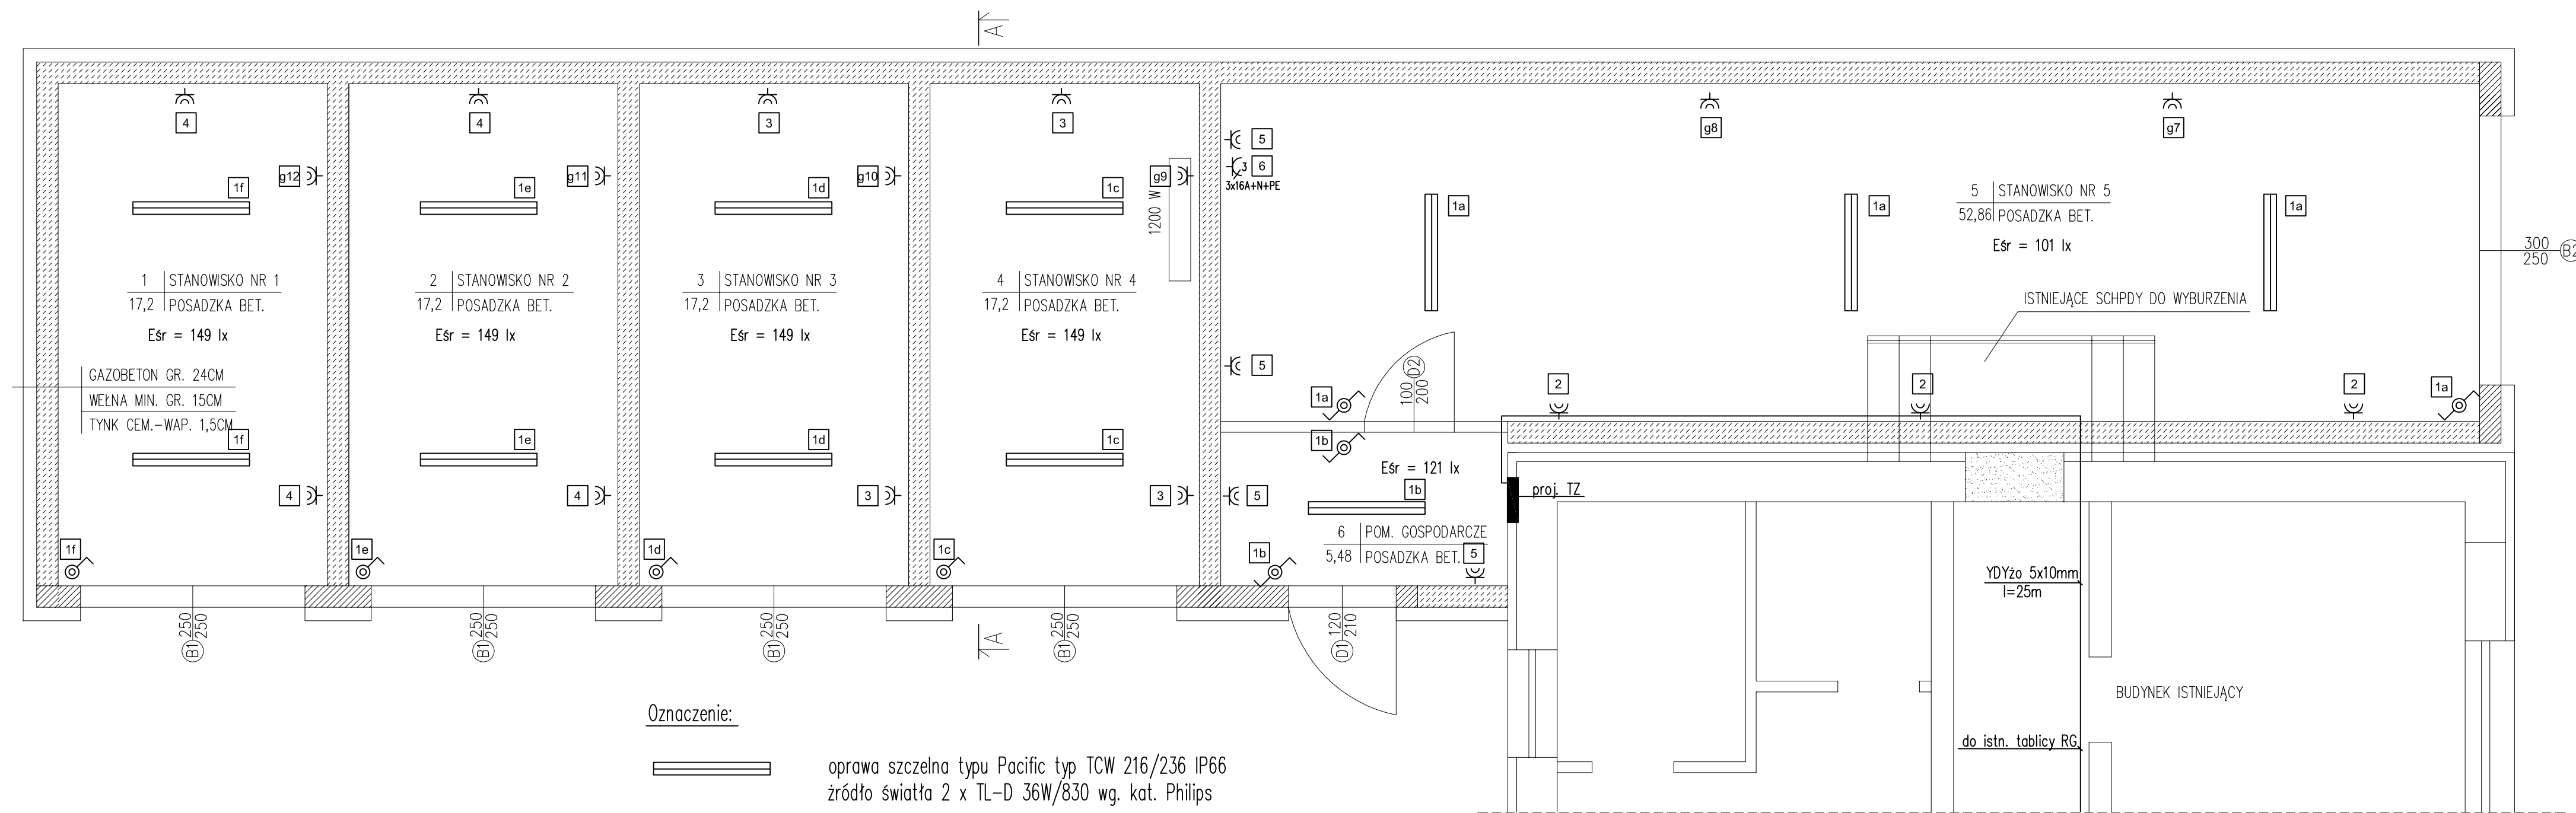 A
4
4
3
3
g8
g7
5
6
3
3x16A+N+PE
g12
g11
g10
g9
1f
1e
1d
1c
1200 W
1a
1a
1a
5 STANOWISKO NR 5
52,86 POSADZKA BET.
Eśr = 101 lx
300
250
B2
1 STANOWISKO NR 1
17,2 POSADZKA BET.
Eśr = 149 lx
2 STANOWISKO NR 2
17,2 POSADZKA BET.
Eśr = 149 lx
3 STANOWISKO NR 3
17,2 POSADZKA BET.
Eśr = 149 lx
4 STANOWISKO NR 4
17,2 POSADZKA BET.
Eśr = 149 lx
ISTNIEJĄCE SCHPDY DO WYBURZENIA
GAZOBETON GR. 24CM
WEŁNA MIN. GR. 15CM
TYNK CEM.-WAP. 1,5CM
5
1a
D2
100
200
2
2
2
1a
1f
1e
1d
1c
1b
Eśr = 121 lx
1b
4
4
3
3
5
proj. TZ
6 POM. GOSPODARCZE
5,48 POSADZKA BET.
5
1f
1e
1d
1c
1b
YDYżo 5x10mm
l=25m
B1 250
250
B1 250
250
B1 250
250
B1 250
250
A
D1 120
210
BUDYNEK ISTNIEJĄCY
do istn. tablicy RG
Oznaczenie:
oprawa szczelna typu Pacific typ TCW 216/236 IP66
żródło światła 2 x TL-D 36W/830 wg. kat. Philips